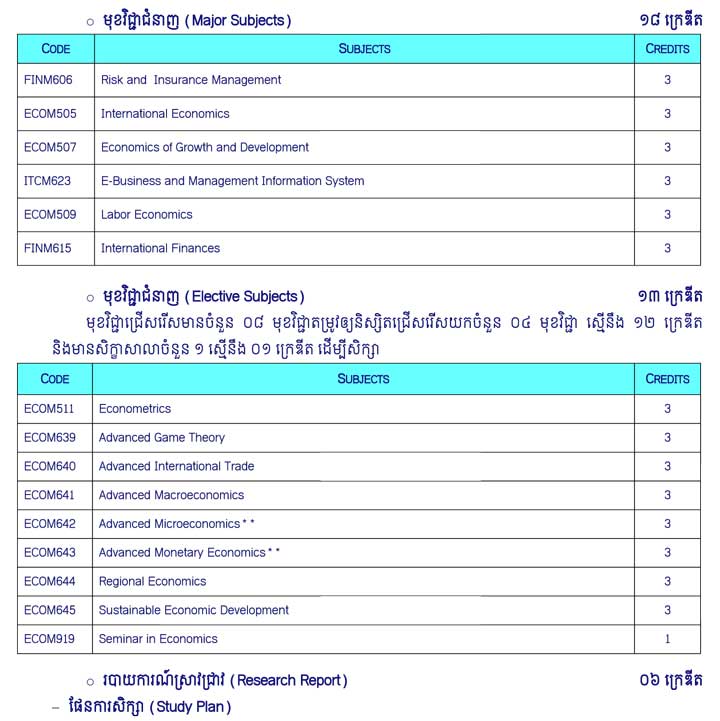 ○ មុខវិជ្ជាជំនាញ (Major Subjects) ១៨ ក្រេឌីត
CODE SUBJECTS CREDITS
FINM606 Risk and Insurance Management 3
ECOM505 International Economics 3
ECOM507 Economics of Growth and Development 3
ITCM623 E-Business and Management Information System 3
ECOM509 Labor Economics 3
FINM615 International Finances 3
○ មុខវិជ្ជាជំនាញ (Elective Subjects) ១៣ ក្រេឌីត
មុខវិជ្ជាជ្រើសរើសមានចំនួន ០៨ មុខវិជ្ជាតម្រូវឲ្យនិស្សិតជ្រើសរើសយកចំនួន ០៤ មុខវិជ្ជា ស្មើនឹង ១២ ក្រេឌីត
និងមានសិក្ខាសាលាចំនួន ១ ស្មើនឹង ០១ ក្រេឌីត ដើម្បីសិក្សា
CODE SUBJECTS CREDITS
ECOM511 Econometrics 3
ECOM639 Advanced Game Theory 3
ECOM640 Advanced International Trade 3
ECOM641 Advanced Macroeconomics 3
ECOM642 Advanced Microeconomics** 3
ECOM643 Advanced Monetary Economics** 3
ECOM644 Regional Economics 3
ECOM645 Sustainable Economic Development 3
ECOM919 Seminar in Economics 1
○ របាយការណ៍ស្រាវជ្រាវ (Research Report) ០៦ ក្រេឌីត
– ផែនការសិក្សា (Study Plan)